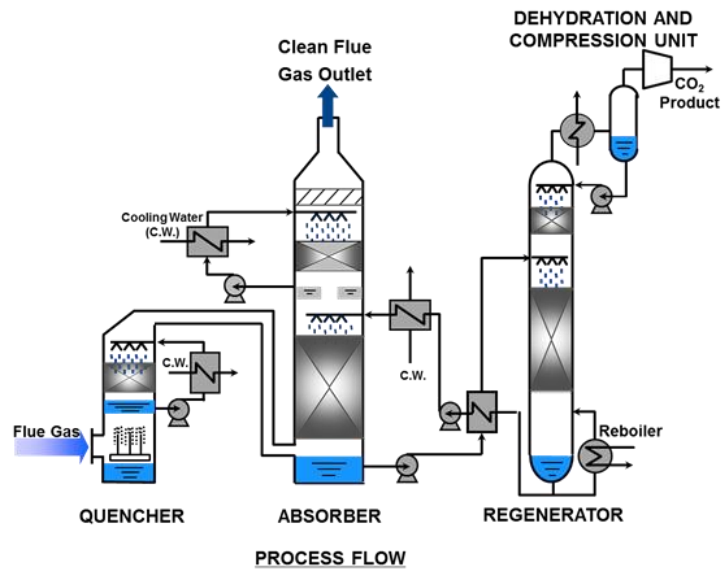 DEHYDRATION AND
COMPRESSION UNIT
Clean Flue
Gas Outlet
CO₂
Product
Cooling Water
(C.W.)
C.W.
C.W.
Flue Gas
Reboiler
QUENCHER
ABSORBER
REGENERATOR
PROCESS FLOW